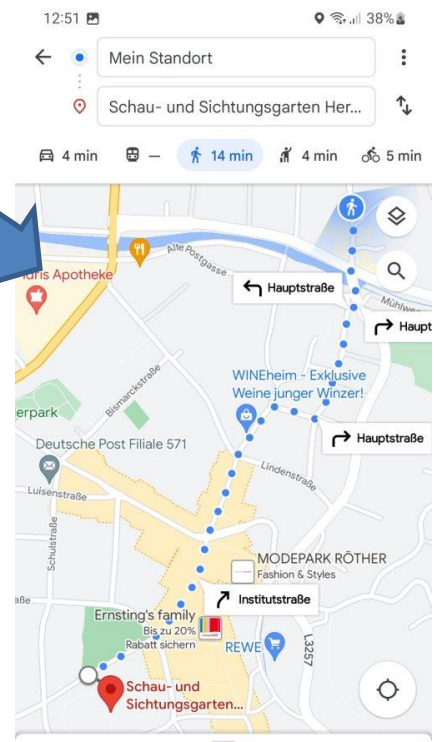 12:51
38%
Mein Standort
Schau- und Sichtungsgarten Her...
4 min
–
14 min
4 min
5 min
Alte Postgasse
Apotheke
Hauptstraße
Mühlw
Haupt
WINEheim - Exklusive
Weine junger Winzer!
Bismarckstraße
erpark
Hauptstraße
Deutsche Post Filiale 571
Lindenstraße
Luisenstraße
Schulstraße
MODEPARK RÖTHER
Fashion & Styles
aße
Institutstraße
Ernsting's family
Bis zu 20%
Rabatt sichern
REWE
L3257
Schau- und
Sichtungsgarten...